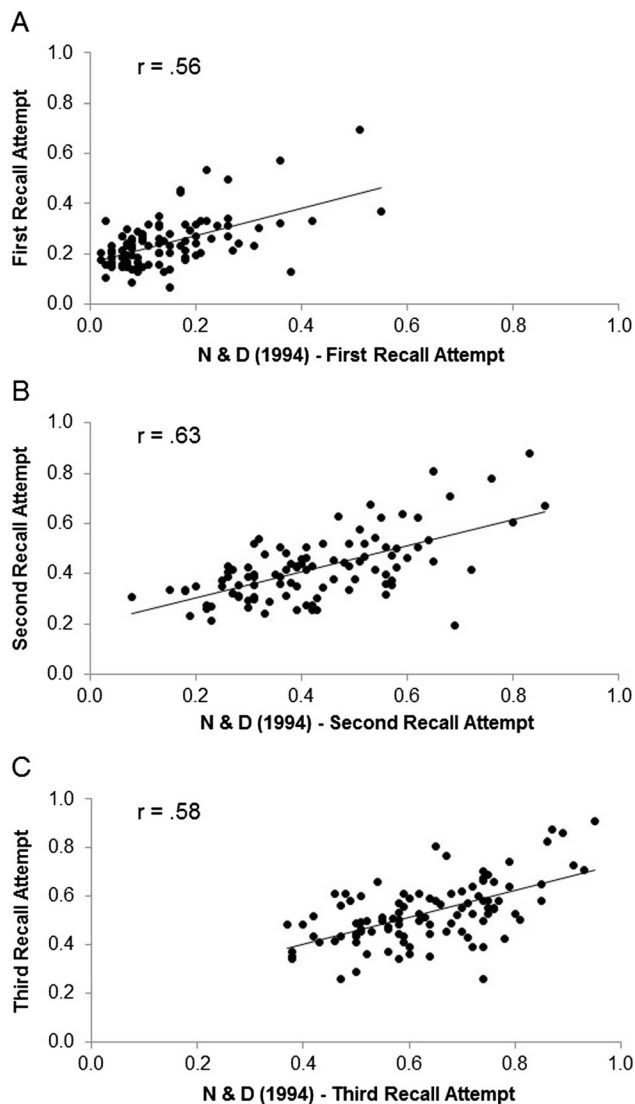 A
r = .56
First Recall Attempt
1.0
0.8
0.6
0.4
0.2
0.0
0.0 0.2 0.4 0.6 0.8 1.0
N & D (1994) - First Recall Attempt
B
r = .63
Second Recall Attempt
1.0
0.8
0.6
0.4
0.2
0.0
0.0 0.2 0.4 0.6 0.8 1.0
N & D (1994) - Second Recall Attempt
C
r = .58
Third Recall Attempt
1.0
0.8
0.6
0.4
0.2
0.0
0.0 0.2 0.4 0.6 0.8 1.0
N & D (1994) - Third Recall Attempt